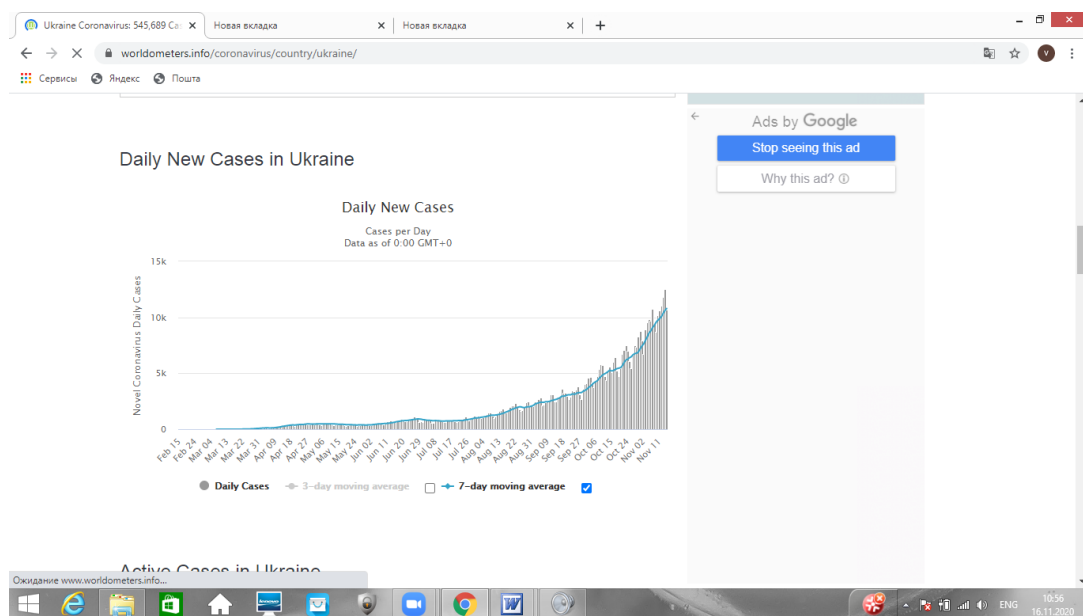 Ukraine Coronavirus: 545,689 Ca
Новая вкладка
Новая вкладка
worldometers.info/coronavirus/country/ukraine/
V
Сервисы
Яндекс
Пошта
Ads by Google
Stop seeing this ad
Why this ad?
Daily New Cases in Ukraine
Daily New Cases
Cases per Day
Data as of 0:00 GMT+0
Novel Coronavirus Daily Cases
15k
10k
5k
0
Feb 15
Feb 24
Mar 04
Mar 13
Mar 22
Mar 31
Apr 09
Apr 18
Apr 27
May 06
May 15
May 24
Jun 02
Jun 11
Jun 20
Jun 29
Jul 08
Jul 17
Jul 26
Aug 04
Aug 13
Aug 22
Aug 31
Sep 09
Sep 18
Sep 27
Oct 06
Oct 15
Oct 24
Nov 02
Nov 11
Daily Cases
3-day moving average
7-day moving average
Active Cases in Ukraine
Ожидание www.worldometers.info...
ENG
10:56
16.11.2020